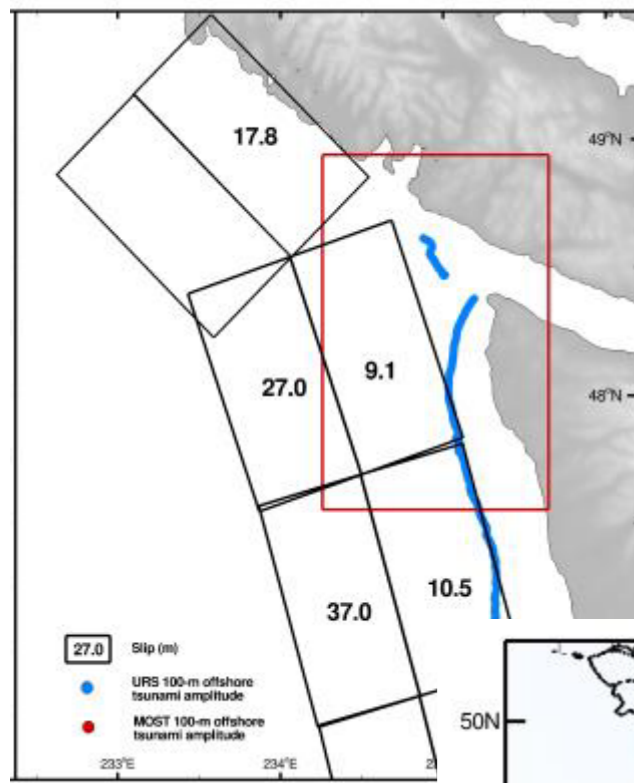 17.8
49°N
27.0
9.1
48°N
37.0
10.5
27.0 Slip (m)
URS 100-m offshore
tsunami amplitude
MOST 100-m offshore
tsunami amplitude
50N
233°E
234°E